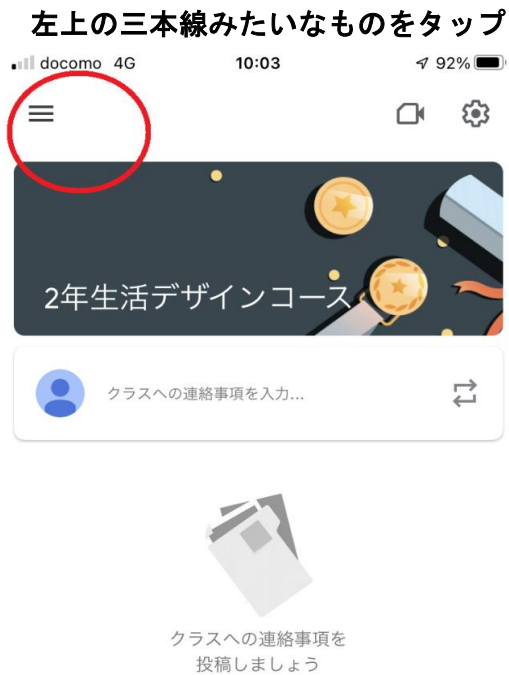 左上の三本線みたいなものをタップ
docomo 4G 10:03 92%
2年生活デザインコース
クラスへの連絡事項を入力...
クラスへの連絡事項を
投稿しましょう